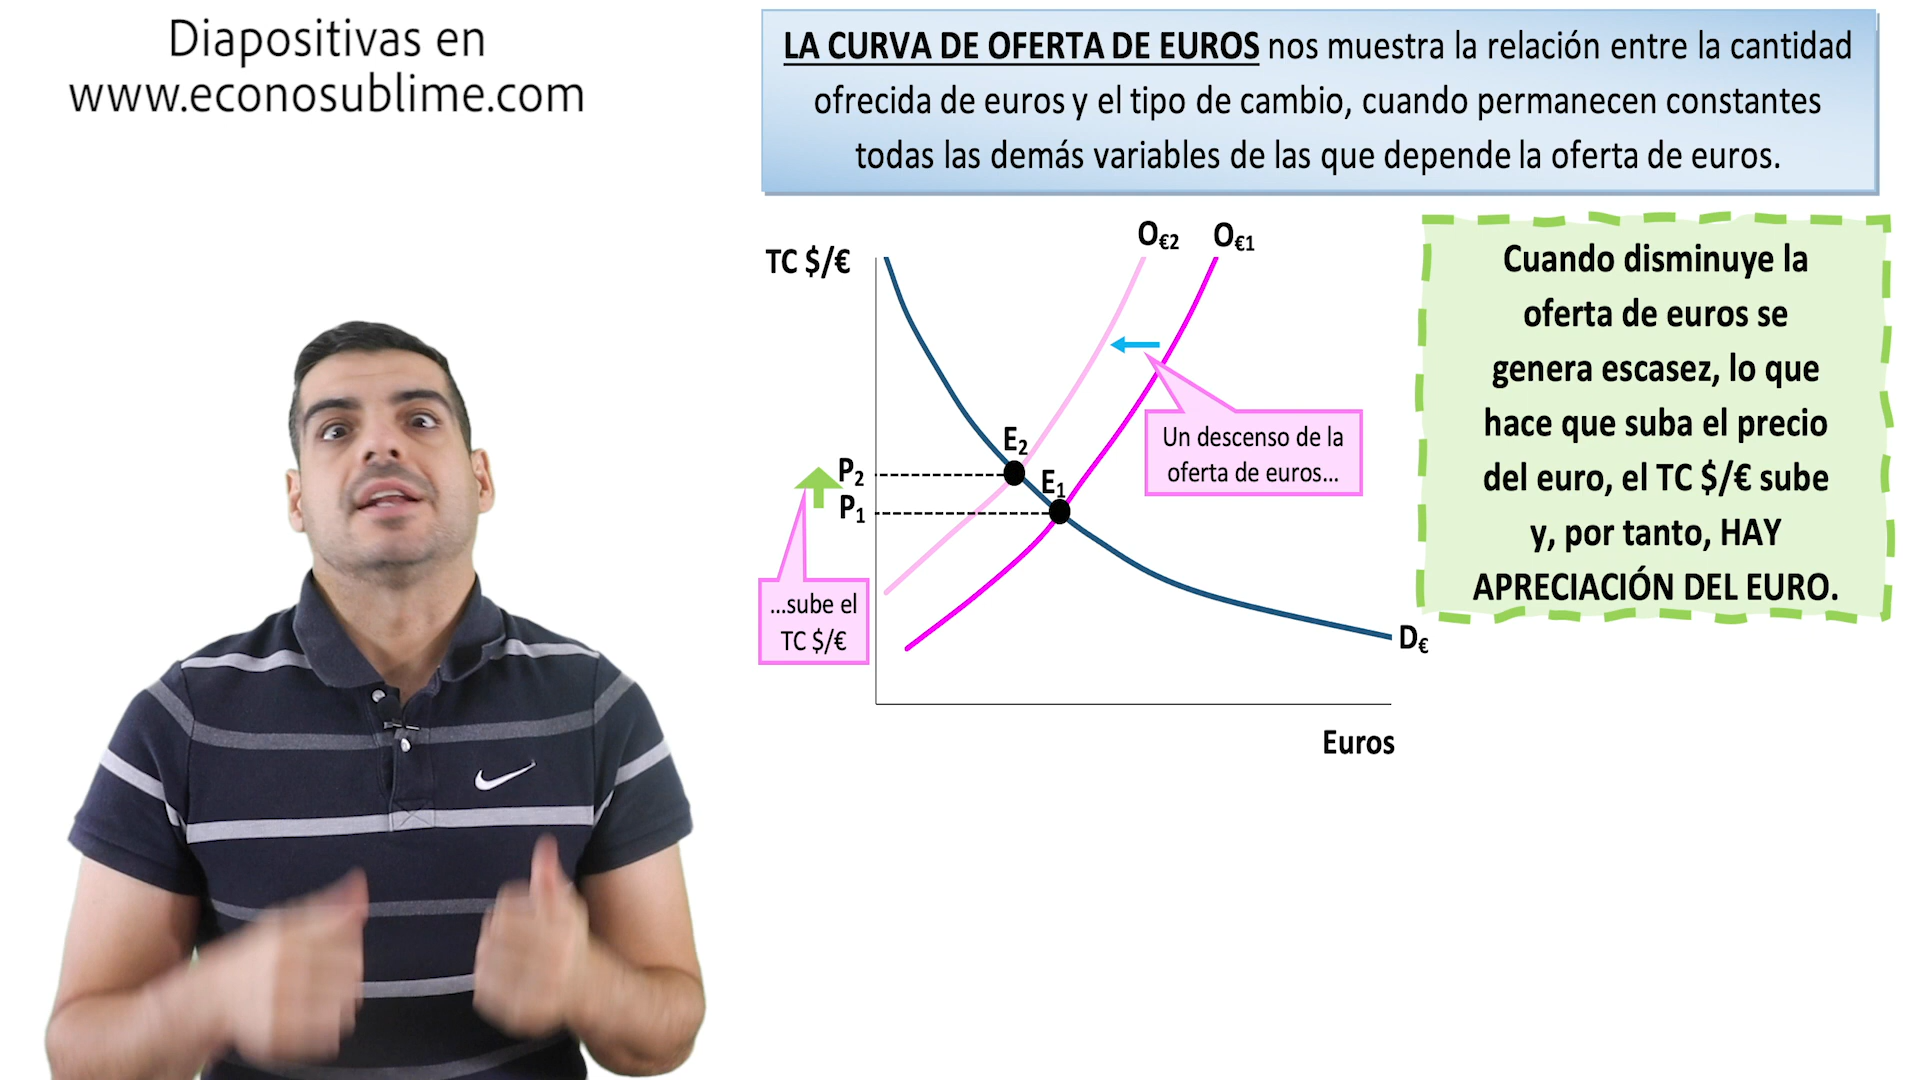 Diapositivas en
www.econosublime.com
LA CURVA DE OFERTA DE EUROS nos muestra la relación entre la cantidad
ofrecida de euros y el tipo de cambio, cuando permanecen constantes
todas las demás variables de las que depende la oferta de euros.
TC $/€
O€2
O€1
Un descenso de la
oferta de euros...
E2
E1
P2
P1
...sube el
TC $/€
D€
Euros
Cuando disminuye la
oferta de euros se
genera escasez, lo que
hace que suba el precio
del euro, el TC $/€ sube
y, por tanto, HAY
APRECIACIÓN DEL EURO.